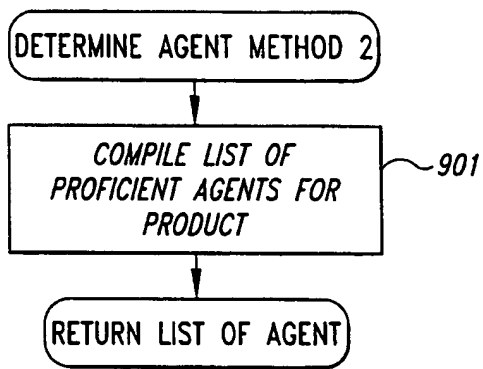 DETERMINE AGENT METHOD 2
COMPILE LIST OF
PROFICIENT AGENTS FOR
PRODUCT
901
RETURN LIST OF AGENT